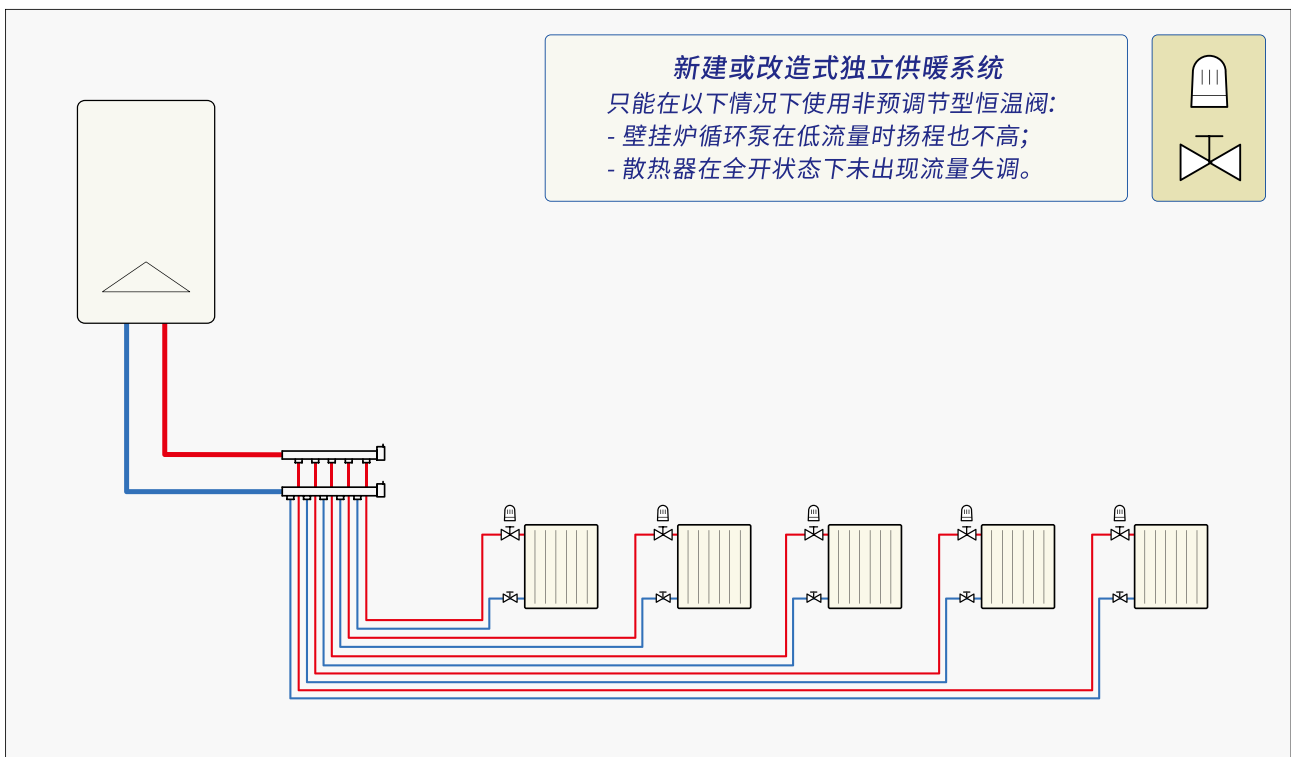 新建或改造式独立供暖系统
只能在以下情况下使用非预调节型恒温阀:
- 壁挂炉循环泵在低流量时扬程也不高；
- 散热器在全开状态下未出现流量失调。